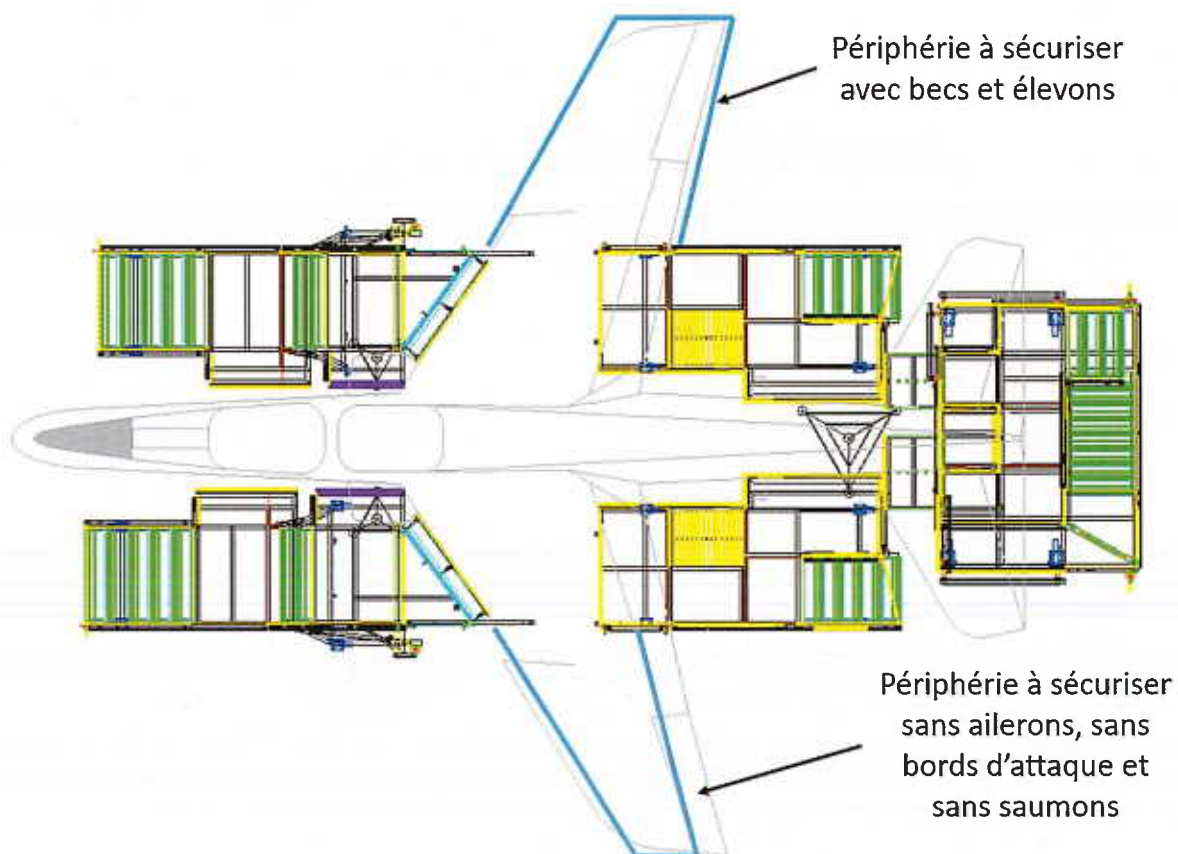 Périphérie à sécuriser
avec becs et élevons
Périphérie à sécuriser
sans ailerons, sans
bords d'attaque et
sans saumons